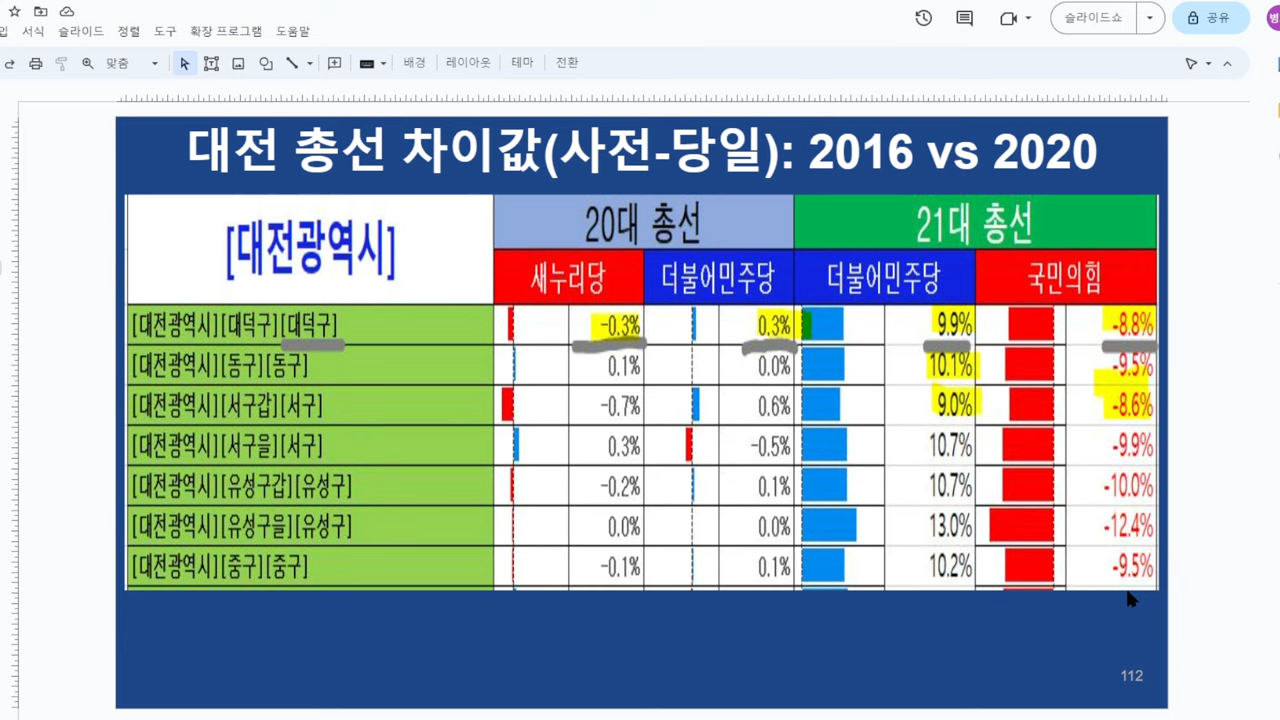 입 서식 슬라이드 정렬 도구 확장 프로그램 도움말
슬라이드쇼 공유
병
맞춤 배경 레이아웃 테마 전환
대전 총선 차이값(사전-당일): 2016 vs 2020
[대전광역시] 20대 총선 21대 총선
새누리당 더불어민주당 더불어민주당 국민의힘
[대전광역시][대덕구][대덕구] -0.3% 0.3% 9.9% -8.8%
[대전광역시][동구][동구] 0.1% 0.0% 10.1% -9.5%
[대전광역시][서구갑][서구] -0.7% 0.6% 9.0% -8.6%
[대전광역시][서구을][서구] 0.3% -0.5% 10.7% -9.9%
[대전광역시][유성구갑][유성구] -0.2% 0.1% 10.7% -10.0%
[대전광역시][유성구을][유성구] 0.0% 0.0% 13.0% -12.4%
[대전광역시][중구][중구] -0.1% 0.1% 10.2% -9.5%
112